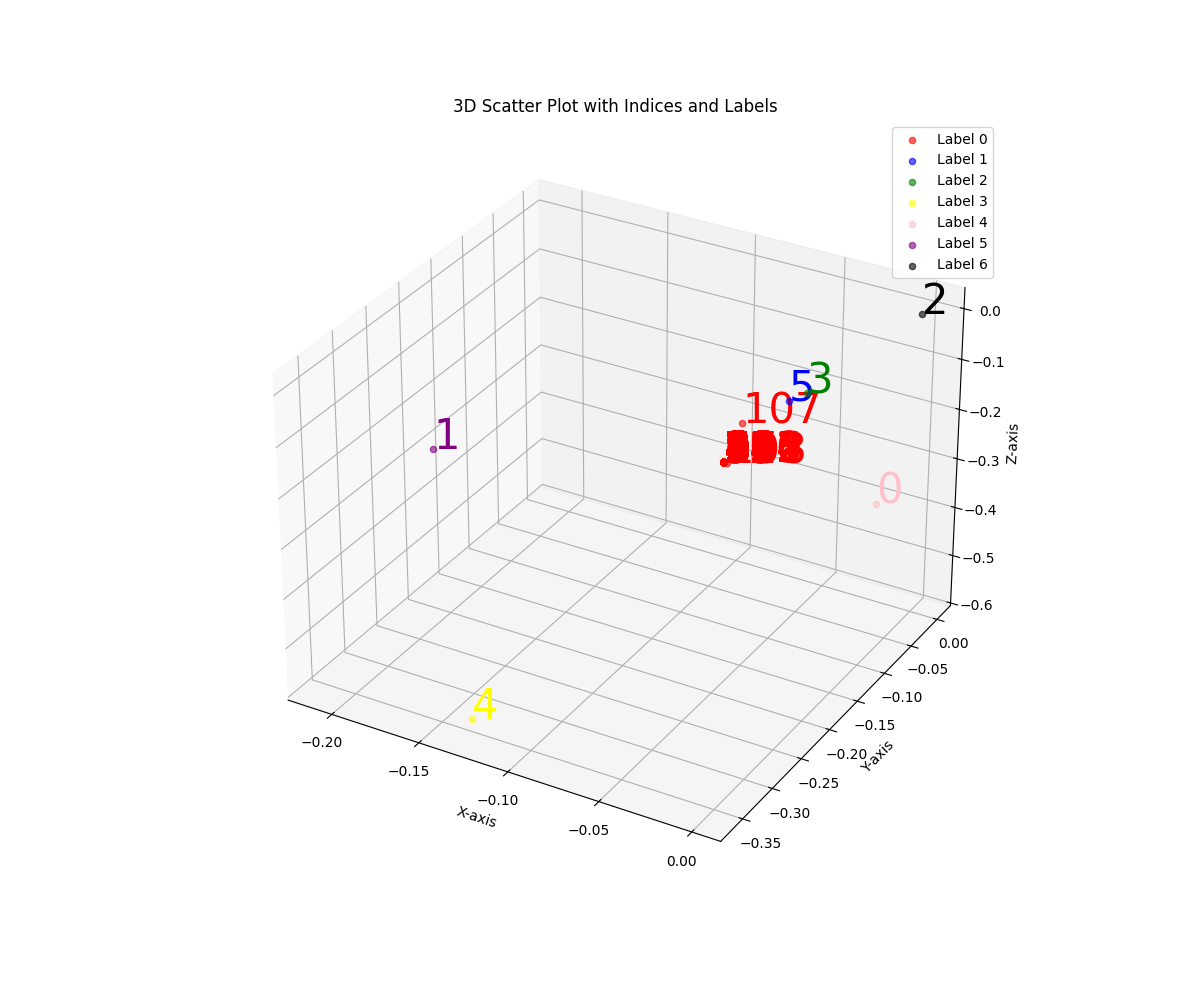 3D Scatter Plot with Indices and Labels
Label 0
Label 1
Label 2
Label 3
Label 4
Label 5
Label 6
2
3
5
107
1
0
4
0.0
−0.1
−0.2
−0.3
−0.4
−0.5
−0.6
Z-axis
0.00
−0.05
−0.10
−0.15
−0.20
−0.25
−0.30
−0.35
Y-axis
−0.20
−0.15
−0.10
−0.05
0.00
X-axis